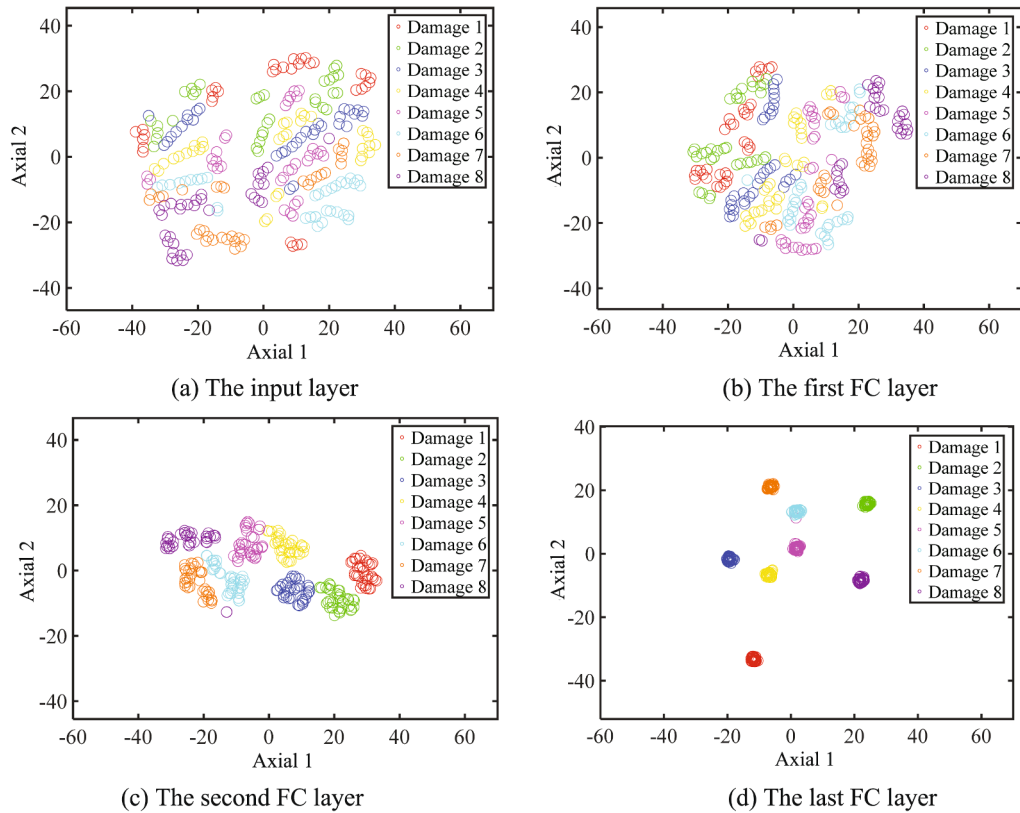 40
20
0
-20
-40
Axial 2
-60 -40 -20 0 20 40 60
Axial 1
Damage 1
Damage 2
Damage 3
Damage 4
Damage 5
Damage 6
Damage 7
Damage 8
(a) The input layer
40
20
0
-20
-40
Axial 2
-60 -40 -20 0 20 40 60
Axial 1
Damage 1
Damage 2
Damage 3
Damage 4
Damage 5
Damage 6
Damage 7
Damage 8
(b) The first FC layer
40
20
0
-20
-40
Axial 2
-60 -40 -20 0 20 40 60
Axial 1
Damage 1
Damage 2
Damage 3
Damage 4
Damage 5
Damage 6
Damage 7
Damage 8
(c) The second FC layer
40
20
0
-20
-40
Axial 2
-60 -40 -20 0 20 40 60
Axial 1
Damage 1
Damage 2
Damage 3
Damage 4
Damage 5
Damage 6
Damage 7
Damage 8
(d) The last FC layer